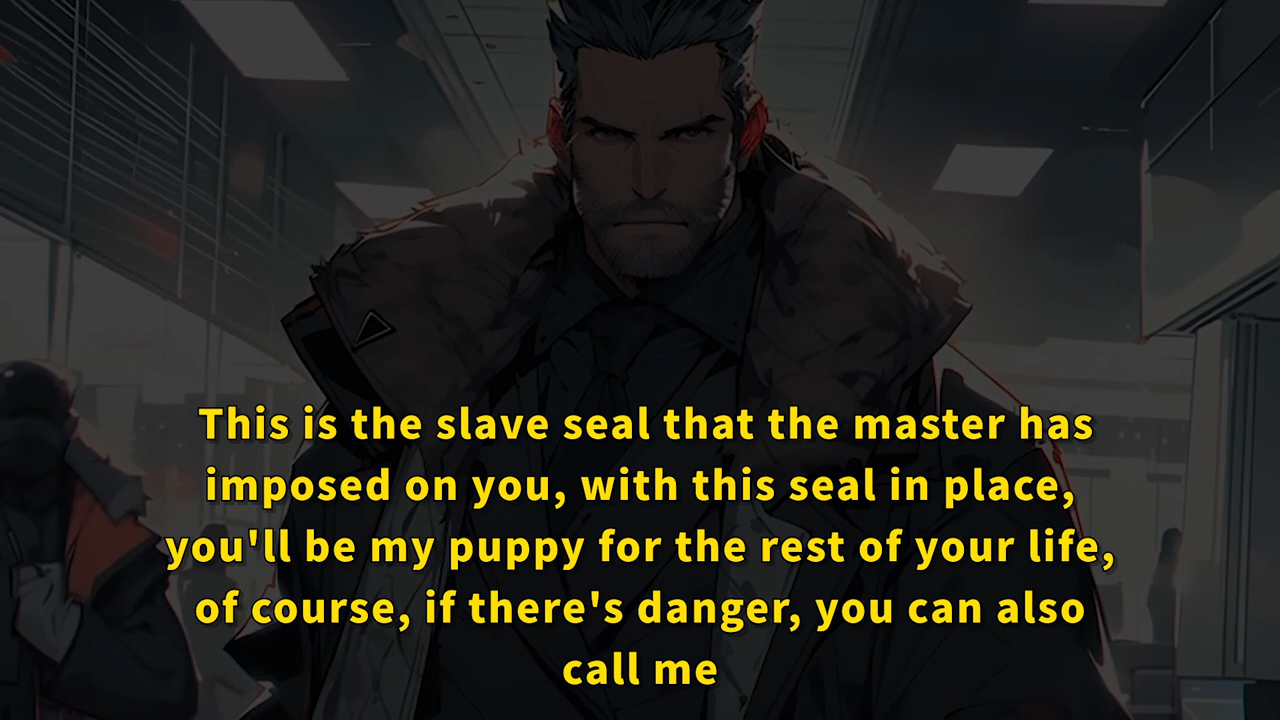 This is the slave seal that the master has
imposed on you, with this seal in place,
you'll be my puppy for the rest of your life,
of course, if there's danger, you can also
call me